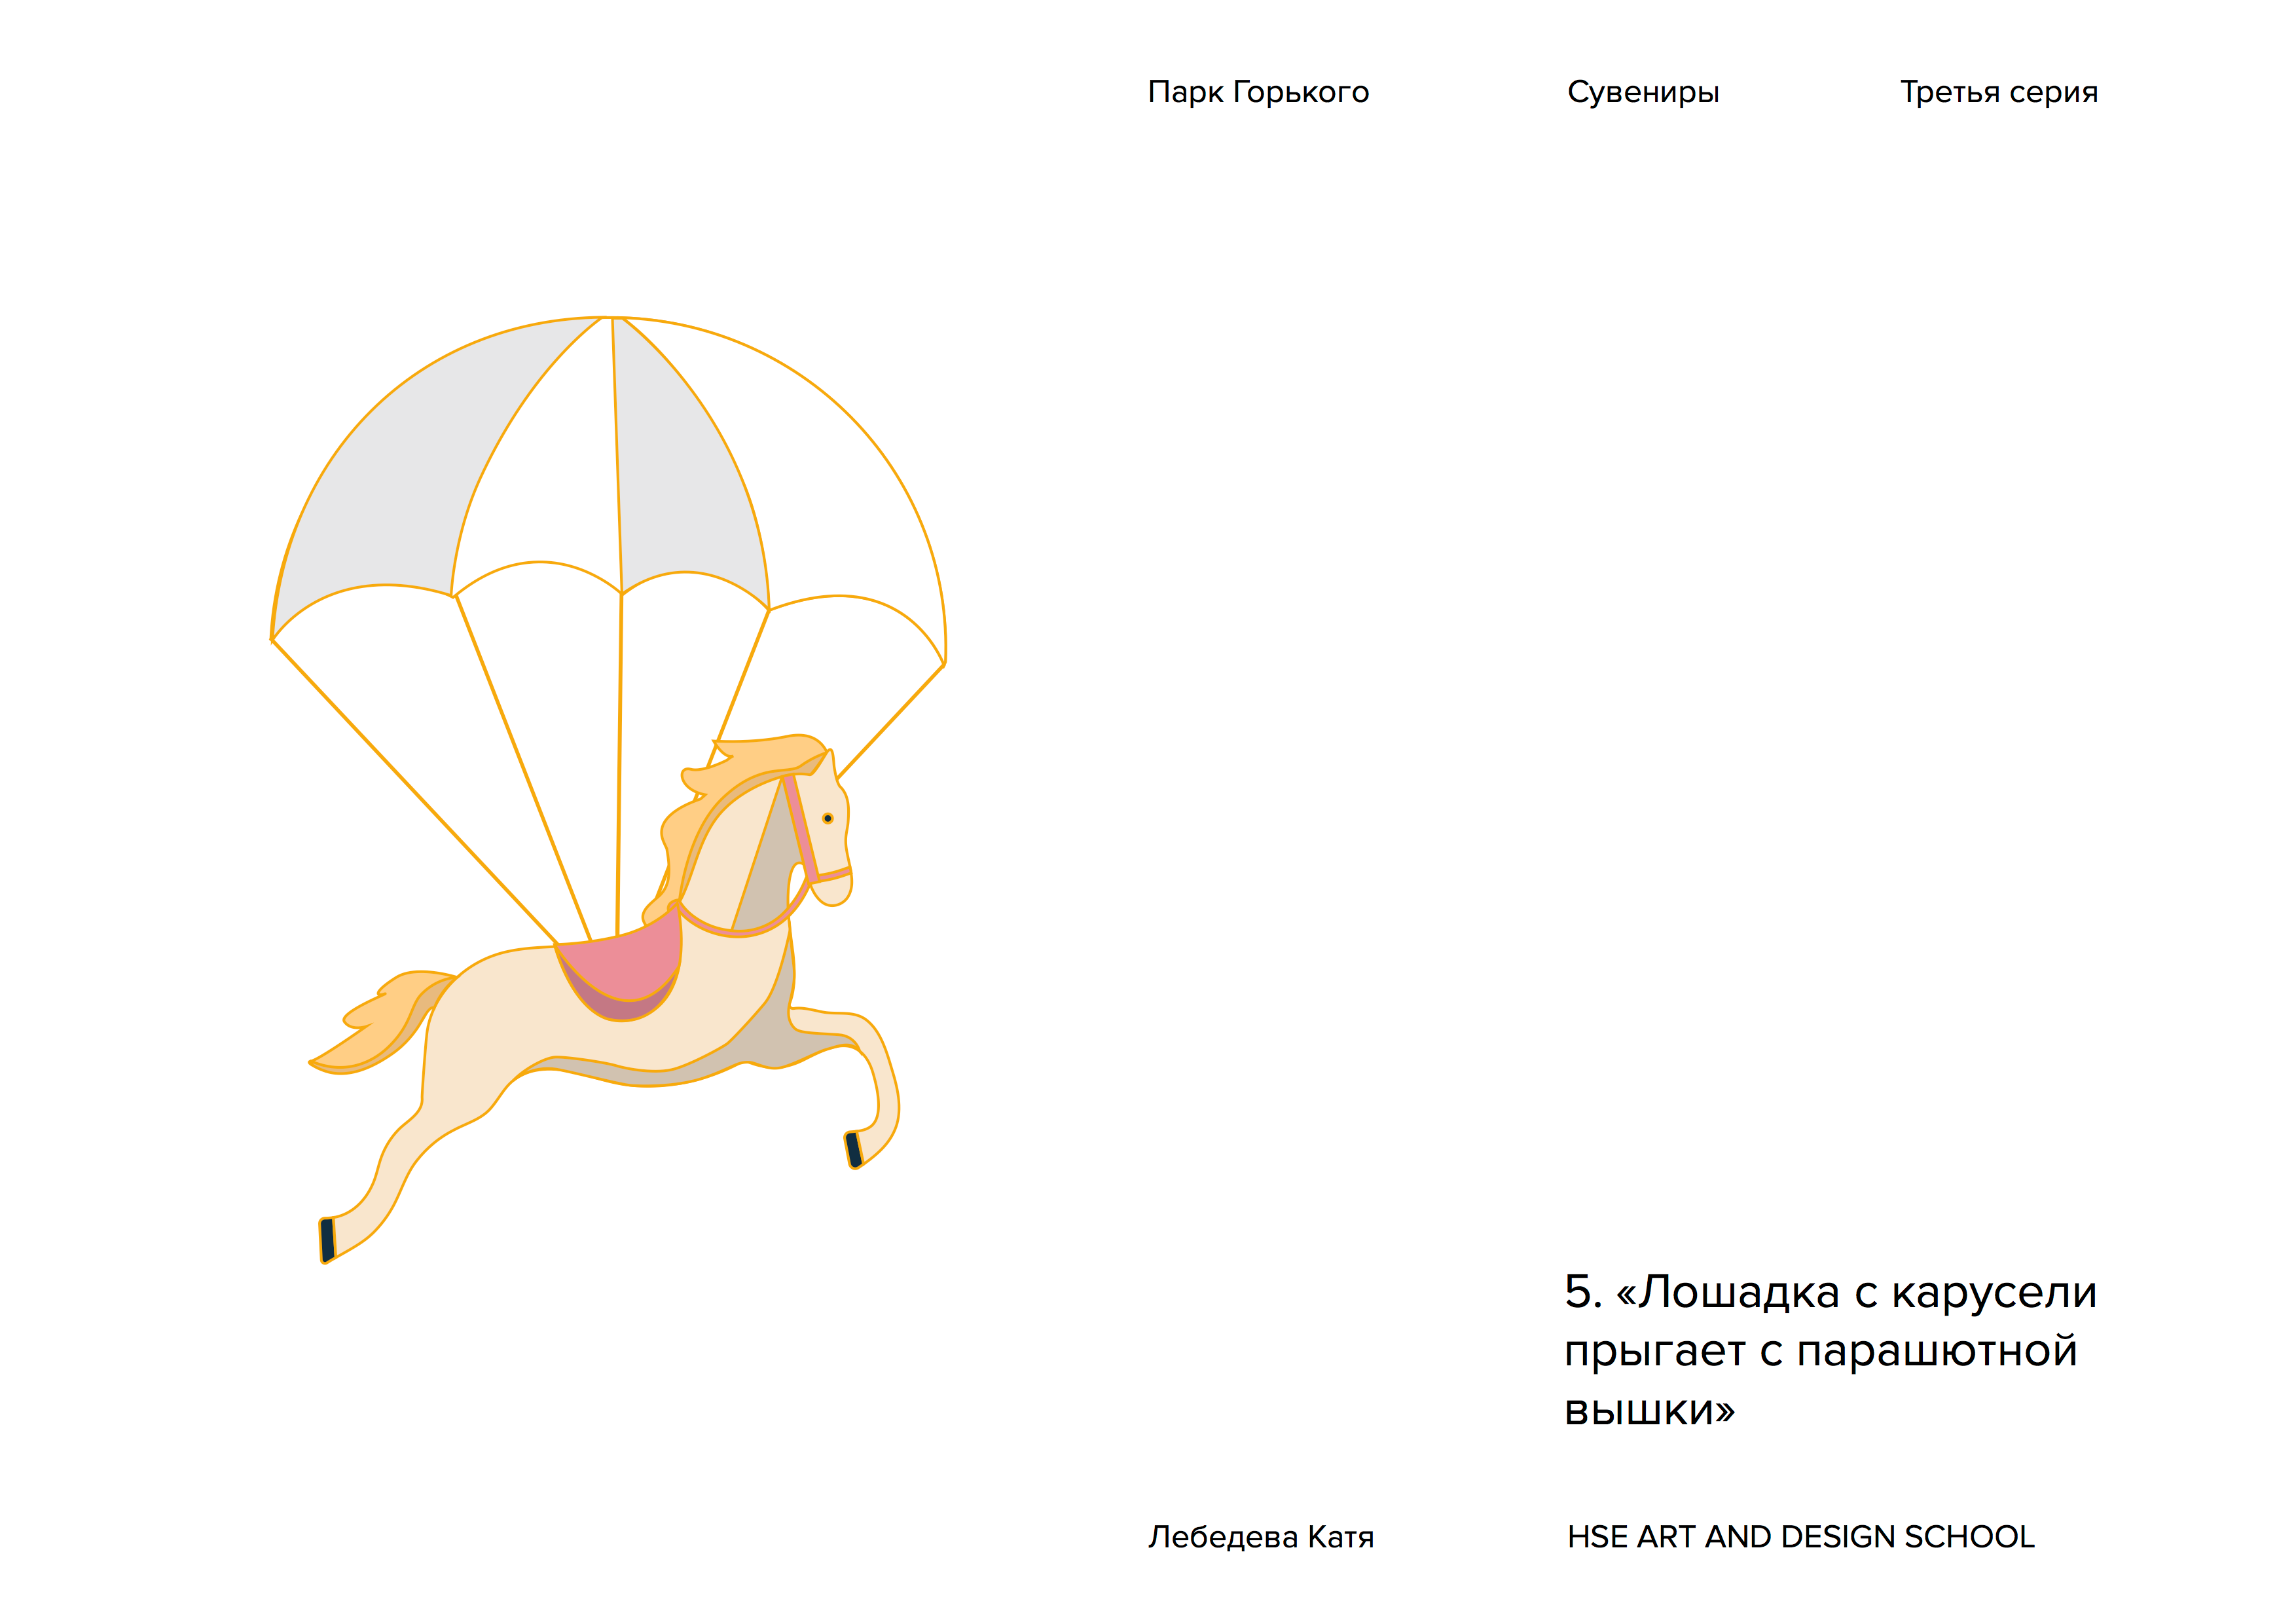 Парк Горького
Сувениры
Третья серия
5. «Лошадка с карусели
прыгает с парашютной
вышки»
Лебедева Катя
HSE ART AND DESIGN SCHOOL